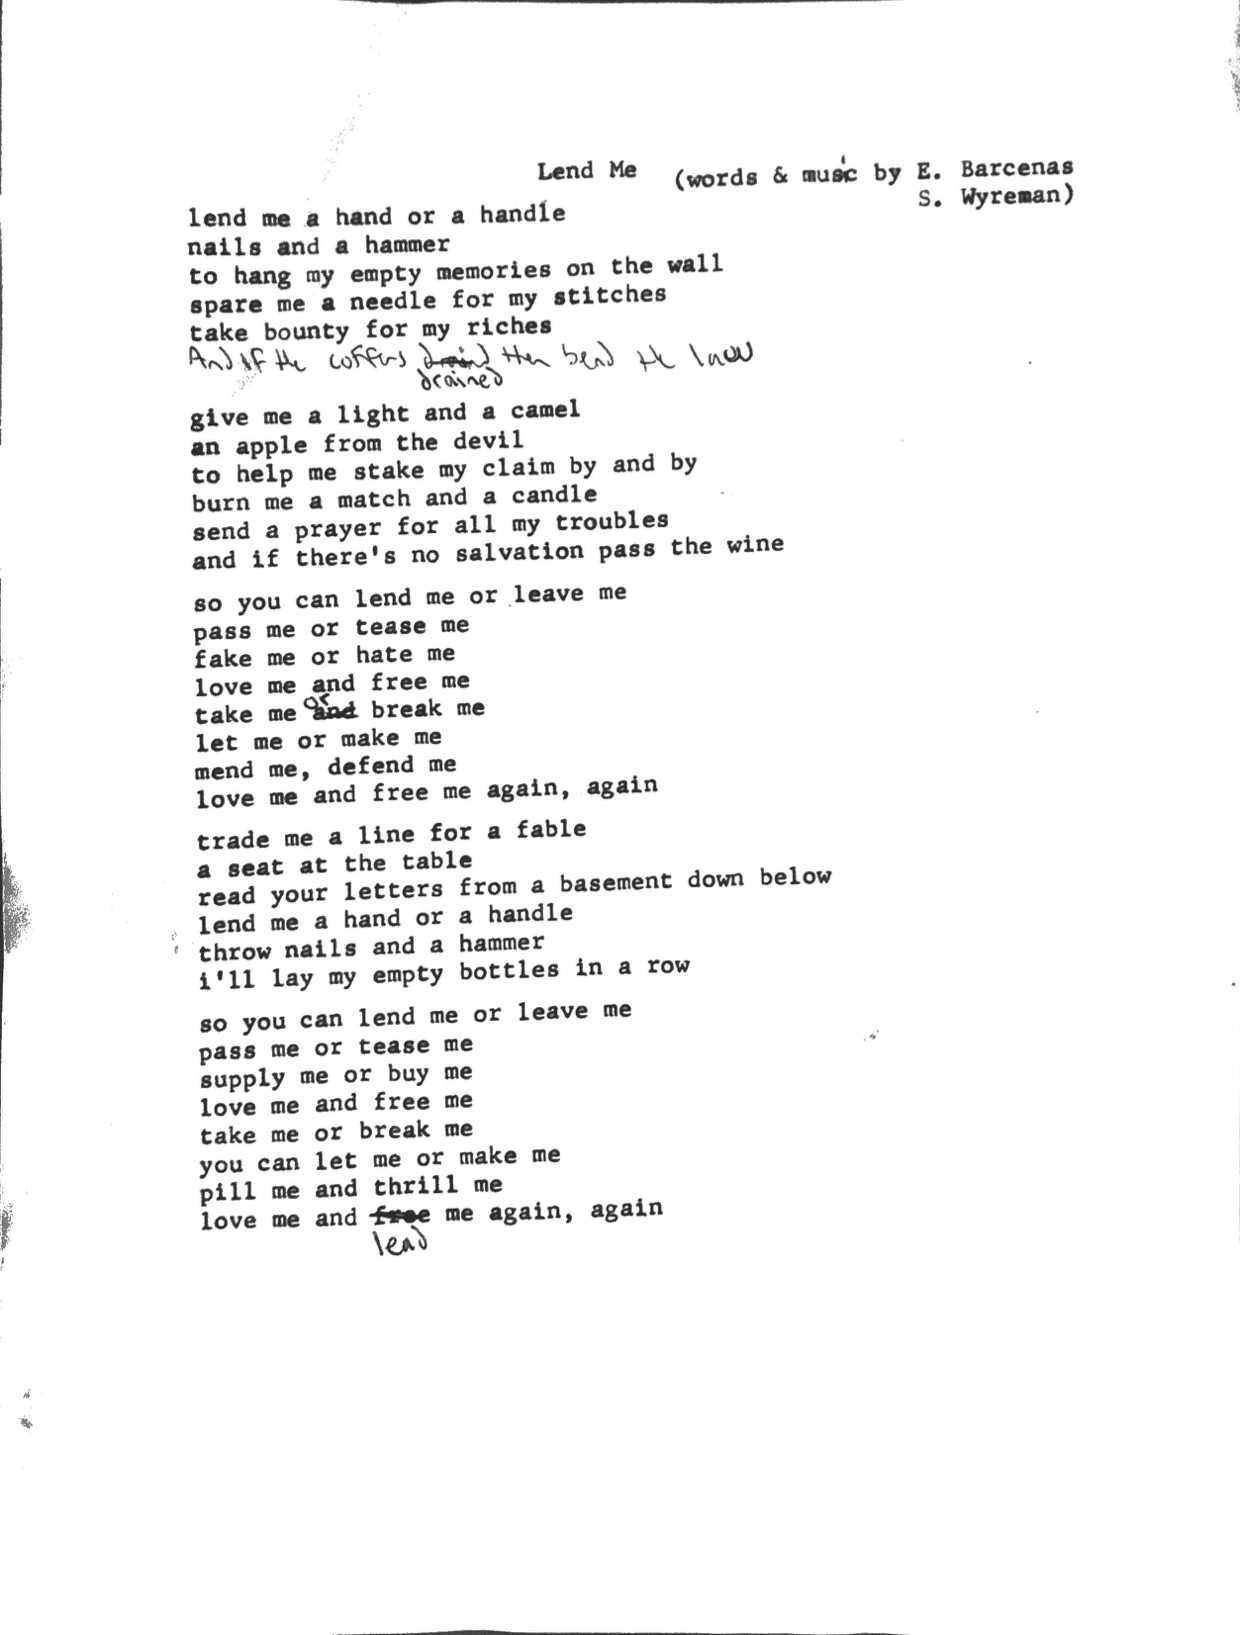 Lend Me (words & music by E. Barcenas
S. Wyreman)
lend me a hand or a handle
nails and a hammer
to hang my empty memories on the wall
spare me a needle for my stitches
take bounty for my riches
And if the coffers drained then bend the law
give me a light and a camel
an apple from the devil
to help me stake my claim by and by
burn me a match and a candle
send a prayer for all my troubles
and if there's no salvation pass the wine
so you can lend me or leave me
pass me or tease me
fake me or hate me
love me and free me
take me or break me
let me or make me
mend me, defend me
love me and free me again, again
trade me a line for a fable
a seat at the table
read your letters from a basement down below
lend me a hand or a handle
throw nails and a hammer
i'll lay my empty bottles in a row
so you can lend me or leave me
pass me or tease me
supply me or buy me
love me and free me
take me or break me
you can let me or make me
pill me and thrill me
love me and free me again, again
lend